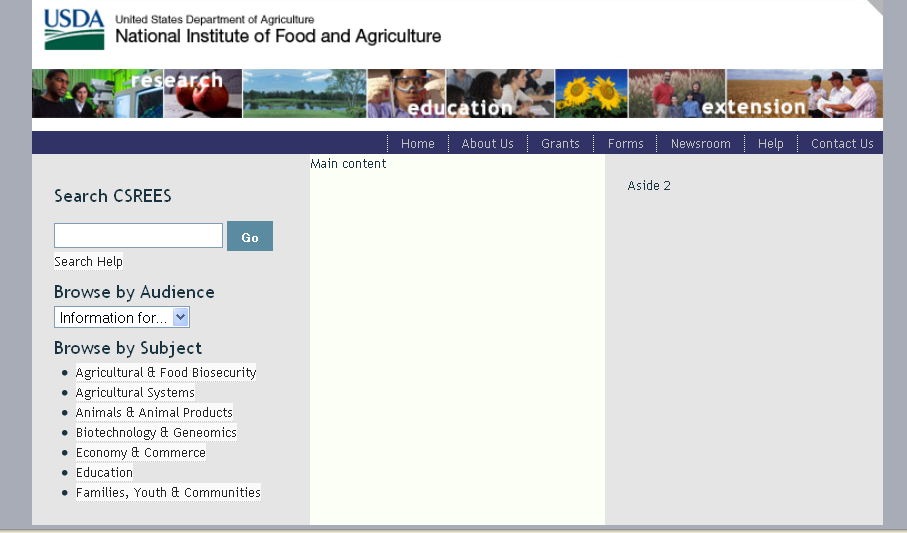 USDA
United States Department of Agriculture
National Institute of Food and Agriculture
research
education
extension
Home About Us Grants Forms Newsroom Help Contact Us
Search CSREES
Go
Search Help
Browse by Audience
Information for...
Browse by Subject
Agricultural & Food Biosecurity
Agricultural Systems
Animals & Animal Products
Biotechnology & Geneomics
Economy & Commerce
Education
Families, Youth & Communities
Main content
Aside 2